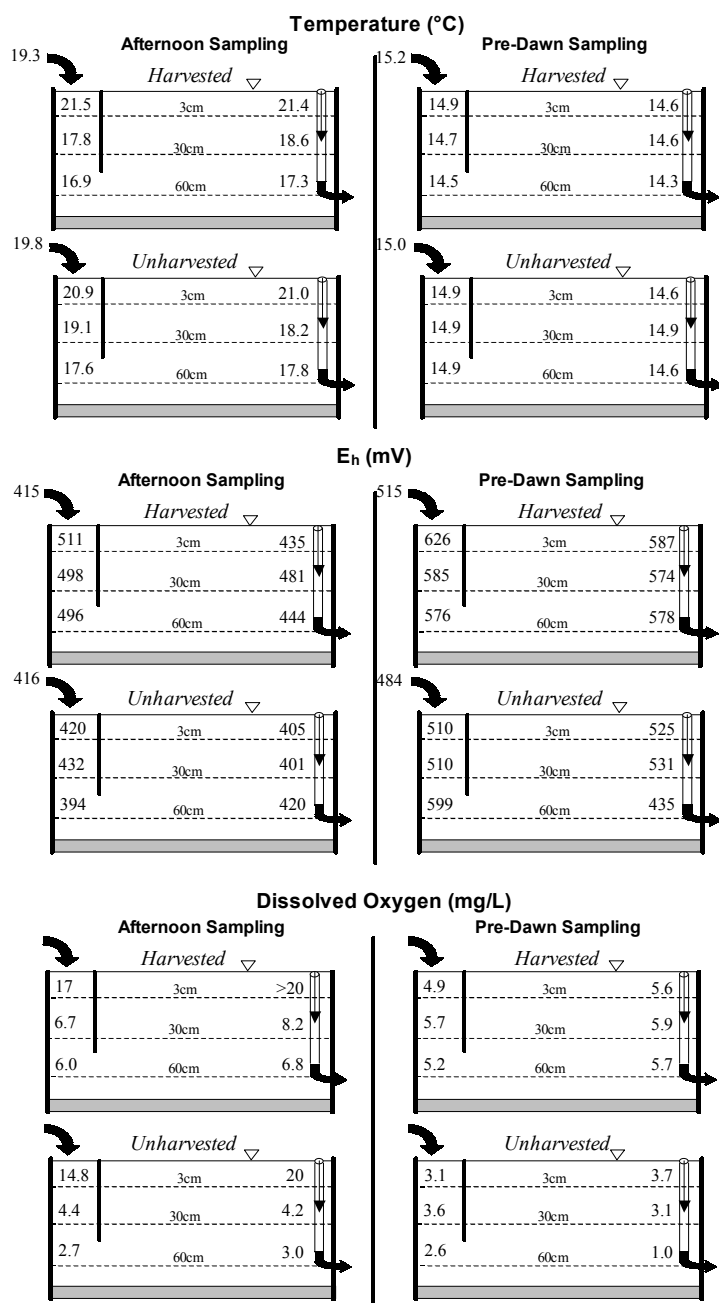 Temperature (°C)
Afternoon Sampling Pre-Dawn Sampling
19.3 Harvested 15.2 Harvested
21.5 3cm 21.4 14.9 3cm 14.6
17.8 30cm 18.6 14.7 30cm 14.6
16.9 60cm 17.3 14.5 60cm 14.3
19.8 Unharvested 15.0 Unharvested
20.9 3cm 21.0 14.9 3cm 14.6
19.1 30cm 18.2 14.9 30cm 14.9
17.6 60cm 17.8 14.9 60cm 14.6
Eh (mV)
Afternoon Sampling Pre-Dawn Sampling
415 Harvested 515 Harvested
511 3cm 435 626 3cm 587
498 30cm 481 585 30cm 574
496 60cm 444 576 60cm 578
416 Unharvested 484 Unharvested
420 3cm 405 510 3cm 525
432 30cm 401 510 30cm 531
394 60cm 420 599 60cm 435
Dissolved Oxygen (mg/L)
Afternoon Sampling Pre-Dawn Sampling
Harvested Harvested
17 3cm >20 4.9 3cm 5.6
6.7 30cm 8.2 5.7 30cm 5.9
6.0 60cm 6.8 5.2 60cm 5.7
Unharvested Unharvested
14.8 3cm 20 3.1 3cm 3.7
4.4 30cm 4.2 3.6 30cm 3.1
2.7 60cm 3.0 2.6 60cm 1.0